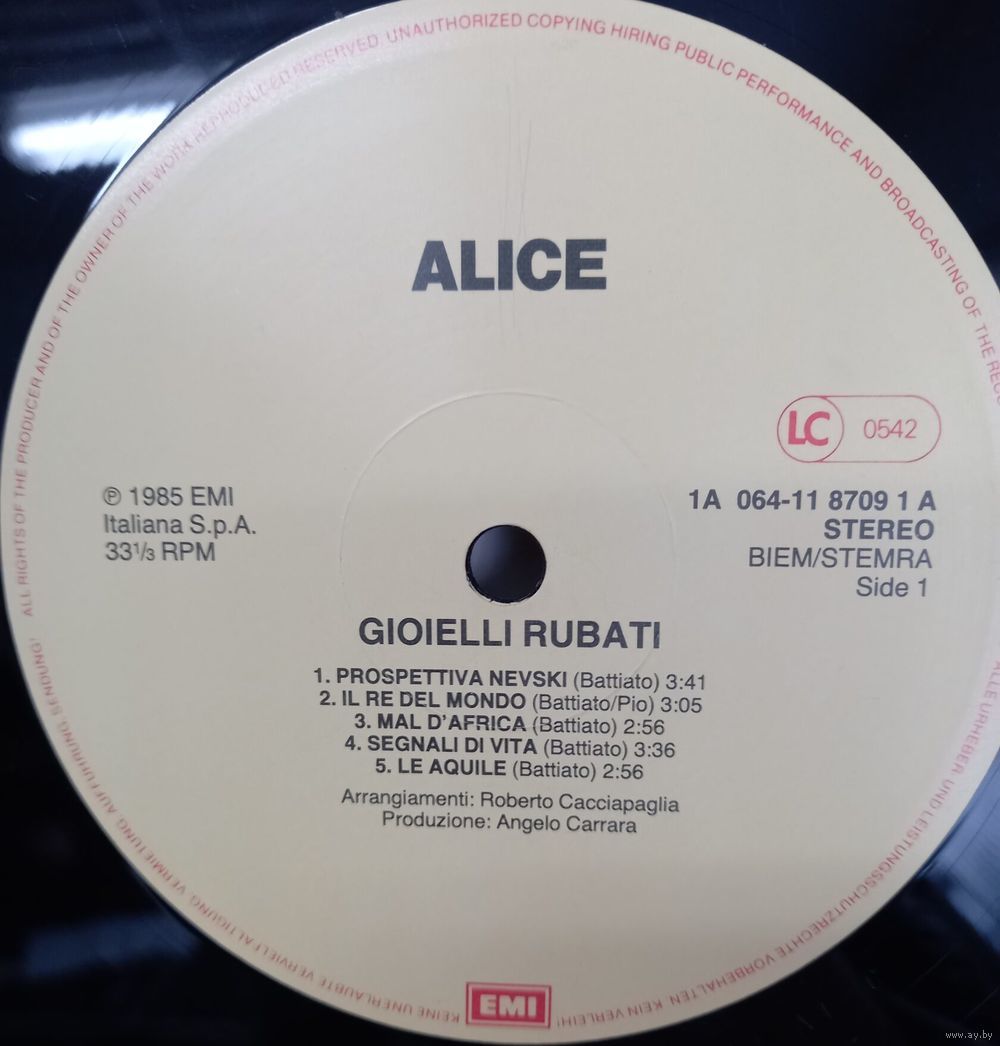 ALL RIGHTS OF THE PRODUCER AND OF THE OWNER OF THE WORK REPRODUCED RESERVED. UNAUTHORIZED COPYING HIRING PUBLIC PERFORMANCE AND BROADCASTING OF THE REC
ALICE
LC 0542
℗ 1985 EMI
Italiana S.p.A.
33⅓ RPM
1A 064-11 8709 1 A
STEREO
BIEM/STEMRA
Side 1
GIOIELLI RUBATI
1. PROSPETTIVA NEVSKI (Battiato) 3:41
2. IL RE DEL MONDO (Battiato/Pio) 3:05
3. MAL D'AFRICA (Battiato) 2:56
4. SEGNALI DI VITA (Battiato) 3:36
5. LE AQUILE (Battiato) 2:56
Arrangiamenti: Roberto Cacciapaglia
Produzione: Angelo Carrara
ALLE URHEBER- UND LEISTUNGSSCHUTZRECHTE VORBEHALTEN. KEIN VERLEIH!
KEINE UNERLAUBTE VERVIELFÄLTIGUNG, VERMIETUNG, AUFFÜHRUNG, SENDUNG!
EMI
www.ay.by